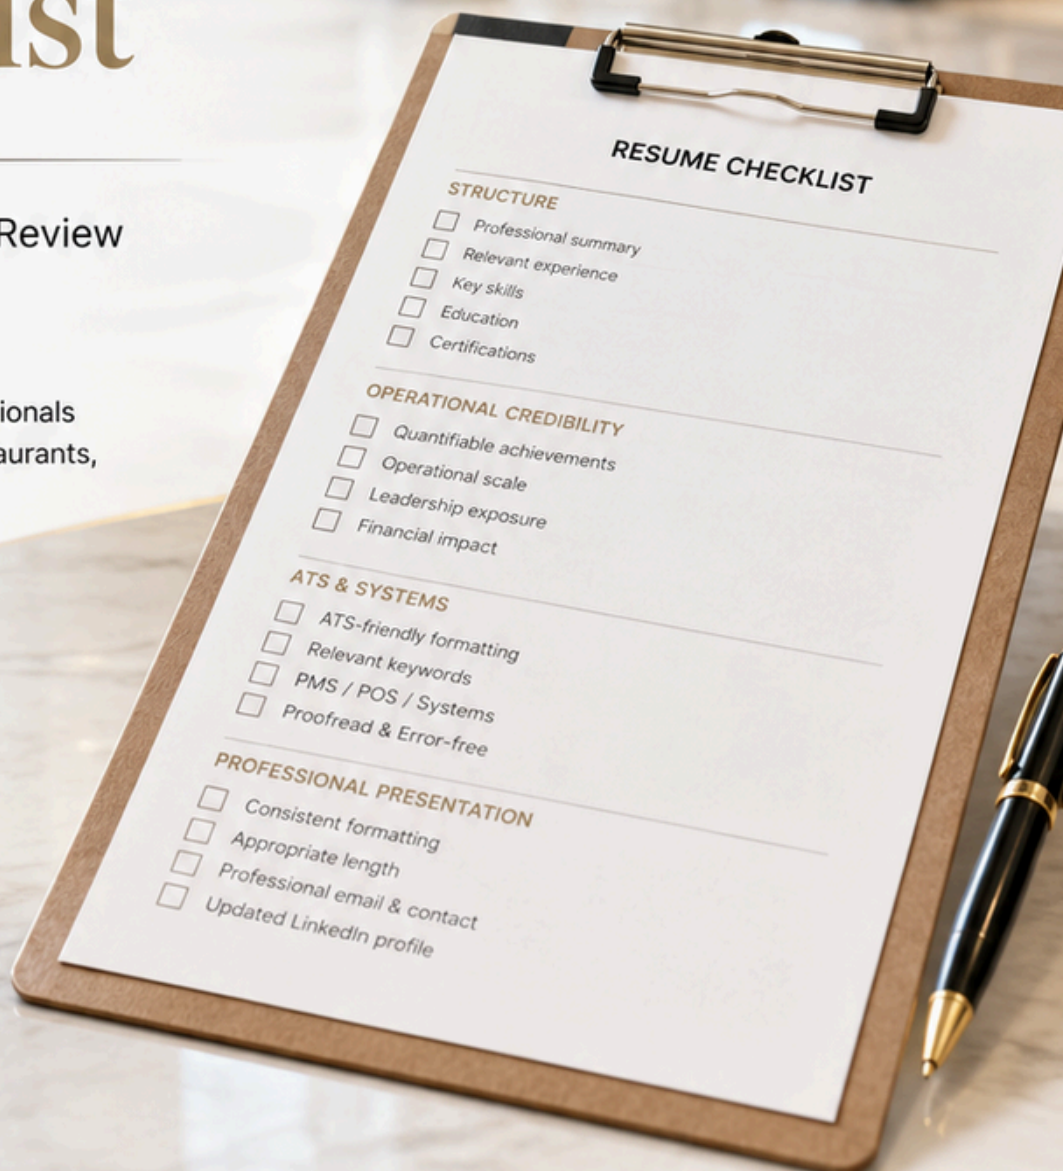 ist
Review
ionals
aurants,
RESUME CHECKLIST
STRUCTURE
Professional summary
Relevant experience
Key skills
Education
Certifications
OPERATIONAL CREDIBILITY
Quantifiable achievements
Operational scale
Leadership exposure
Financial impact
ATS & SYSTEMS
ATS-friendly formatting
Relevant keywords
PMS / POS / Systems
Proofread & Error-free
PROFESSIONAL PRESENTATION
Consistent formatting
Appropriate length
Professional email & contact
Updated LinkedIn profile